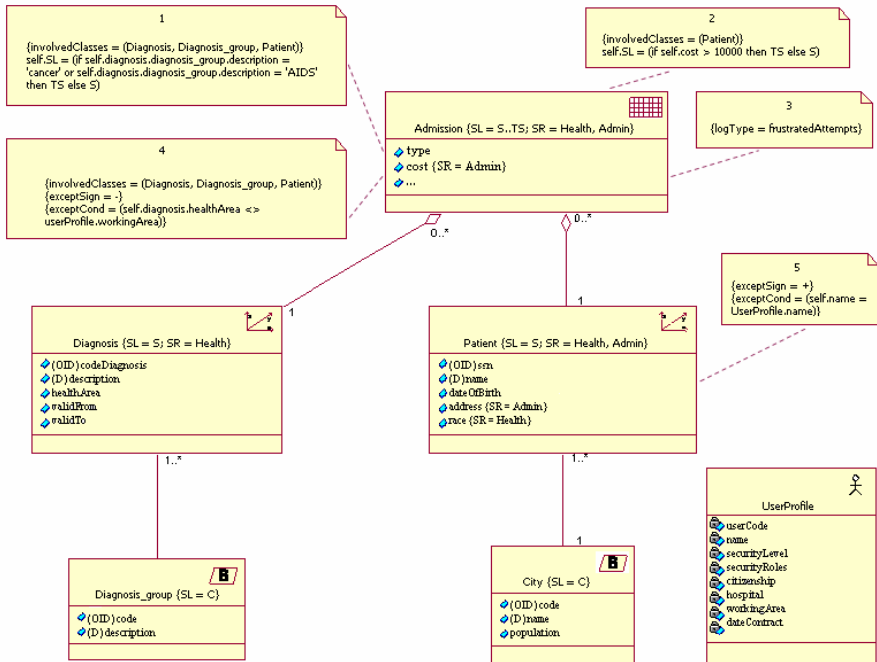 1
{involvedClasses = (Diagnosis, Diagnosis_group, Patient)}
self.SL = (if self.diagnosis.diagnosis_group.description =
'cancer' or self.diagnosis.diagnosis_group.description = 'AIDS'
then TS else S)
2
{involvedClasses = (Patient)}
self.SL = (if self.cost > 10000 then TS else S)
3
{logType = frustratedAttempts}
Admission {SL = S..TS; SR = Health, Admin}
type
cost {SR = Admin}
...
4
{involvedClasses = (Diagnosis, Diagnosis_group, Patient)}
{exceptSign = -}
{exceptCond = (self.diagnosis.healthArea <>
userProfile.workingArea)}
0..*
0..*
5
{exceptSign = +}
{exceptCond = (self.name =
UserProfile.name)}
1
1
Diagnosis {SL = S; SR = Health}
(OID) codeDiagnosis
(D) description
healthArea
validFrom
validTo
Patient {SL = S; SR = Health, Admin}
(OID) ssn
(D) name
dateOfBirth
address {SR = Admin}
race {SR = Health}
1..*
1..*
UserProfile
userCode
name
securityLevel
securityRoles
citizenship
hospital
workingArea
dateContract
1
B
Diagnosis_group {SL = C}
(OID) code
(D) description
B
City {SL = C}
(OID) code
(D) name
population